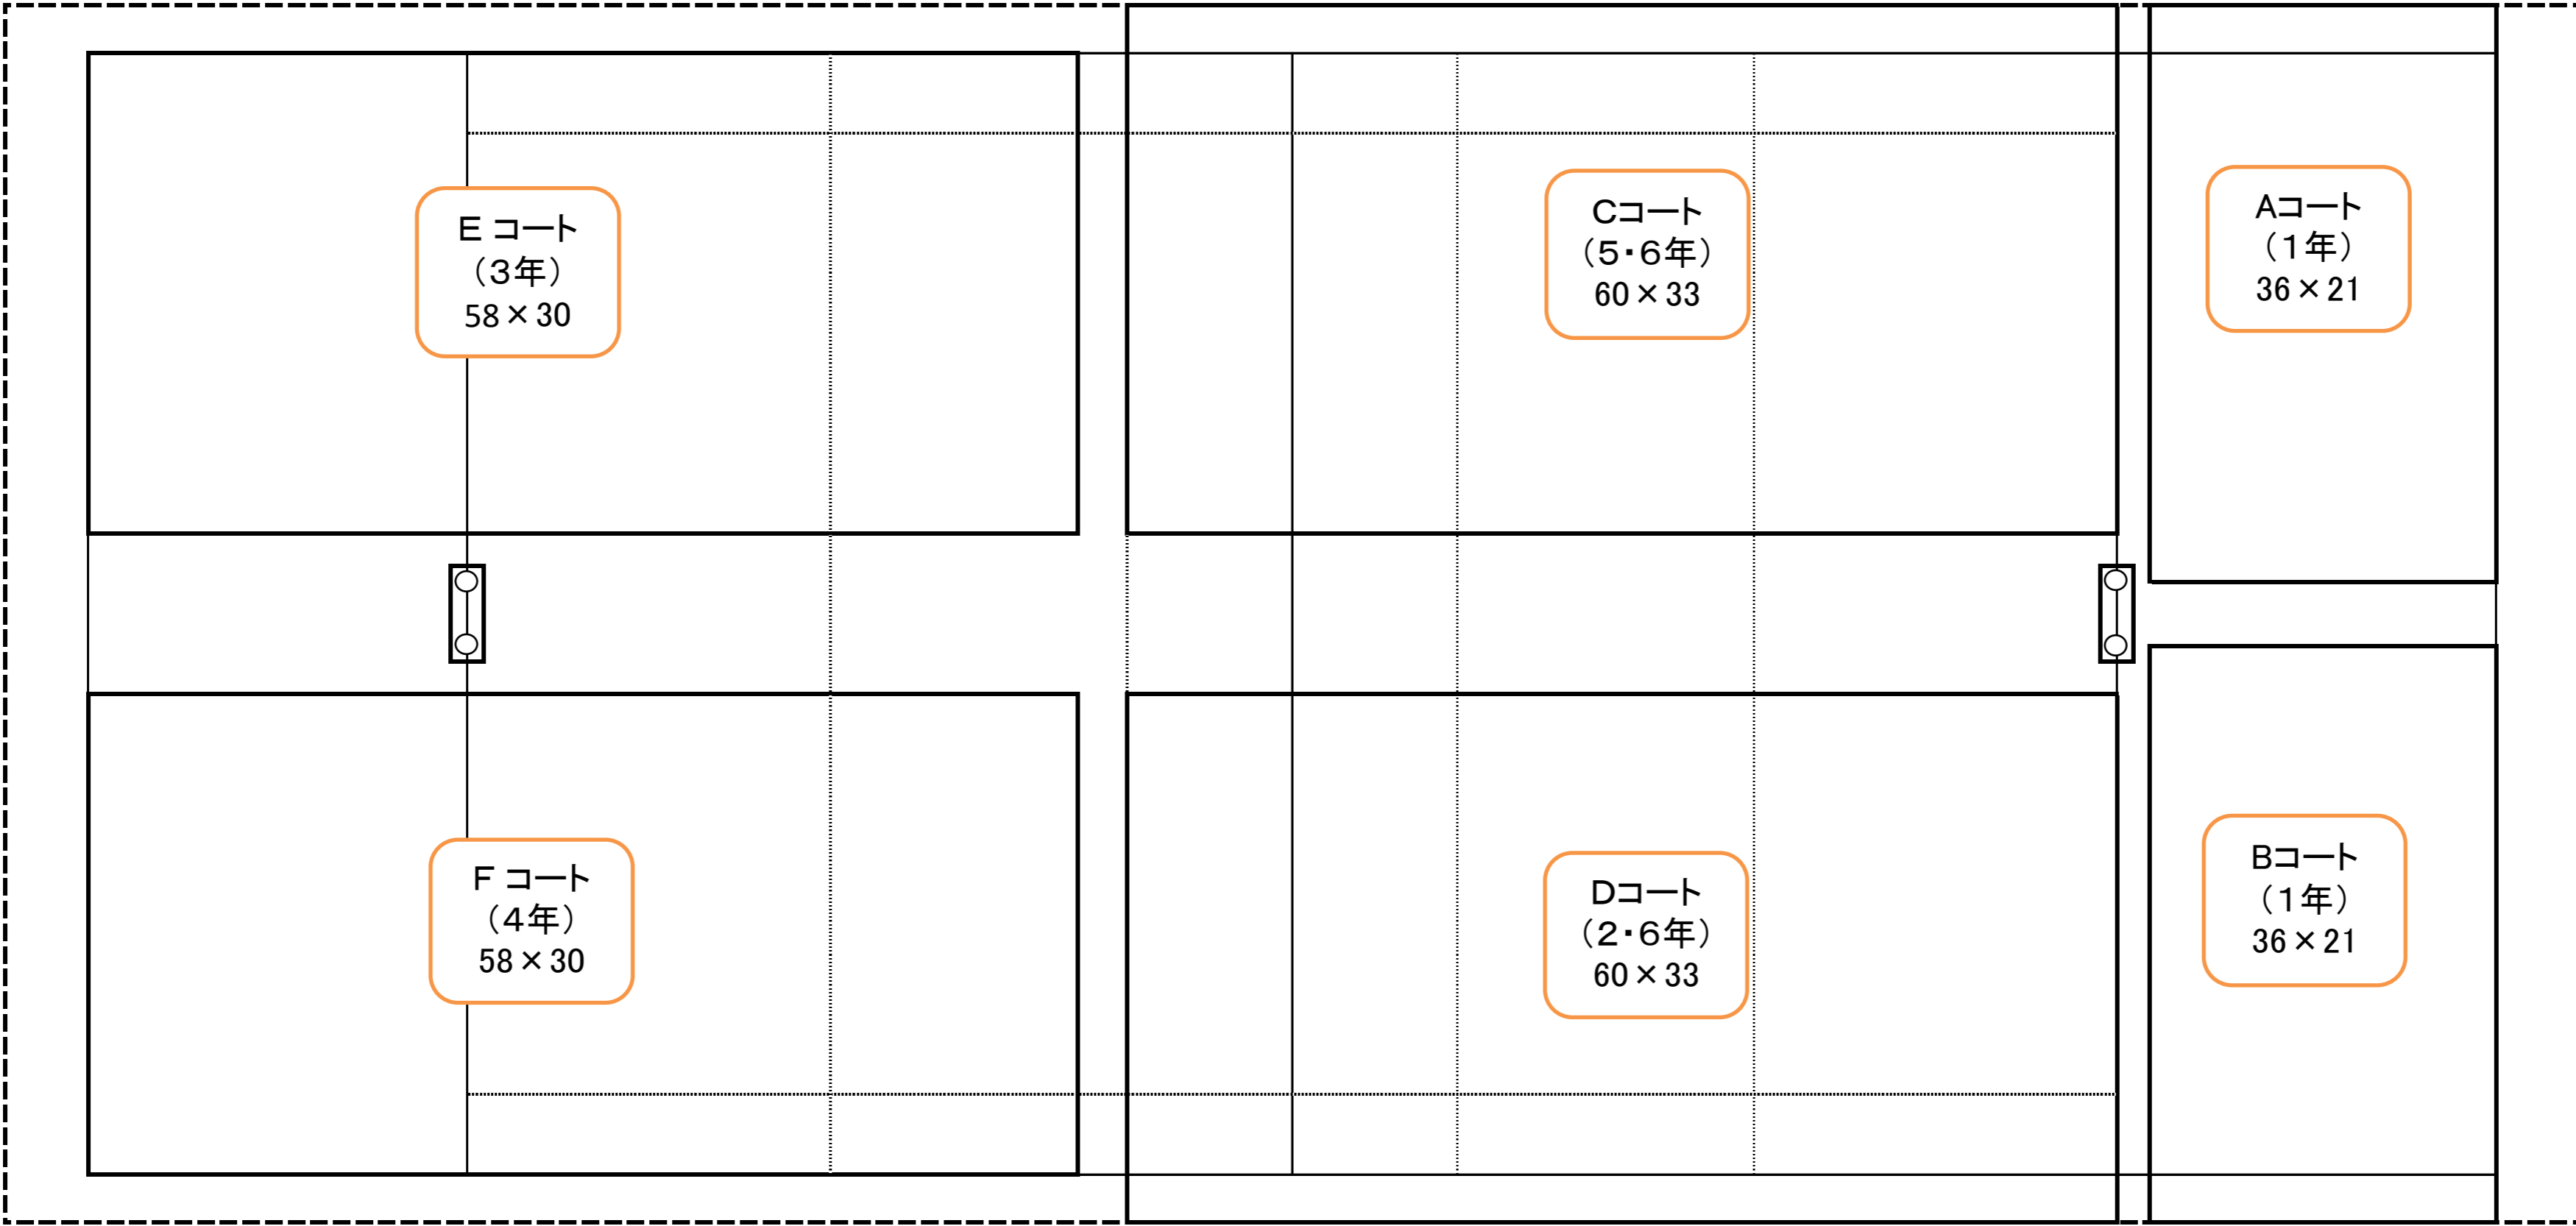 E コート
（3年）
58×30
Cコート
（5・6年）
60×33
Aコート
（1年）
36×21
F コート
（4年）
58×30
Dコート
（2・6年）
60×33
Bコート
（1年）
36×21